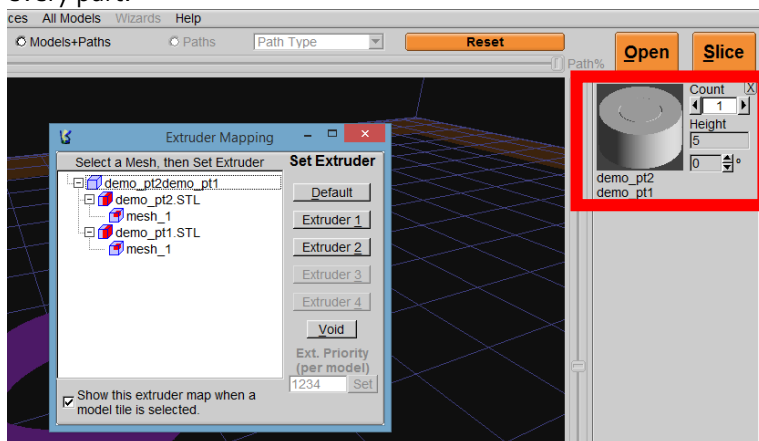 every part.
ces All Models Wizards Help
Models+Paths Paths Path Type Reset
Path%
Open Slice
Count X
1
Height
5
0 °
demo_pt2
demo_pt1
Extruder Mapping
Select a Mesh, then Set Extruder Set Extruder
demo_pt2demo_pt1
demo_pt2.STL
mesh_1
demo_pt1.STL
mesh_1
Default
Extruder 1
Extruder 2
Extruder 3
Extruder 4
Void
Ext. Priority
(per model)
1234 Set
Show this extruder map when a
model tile is selected.